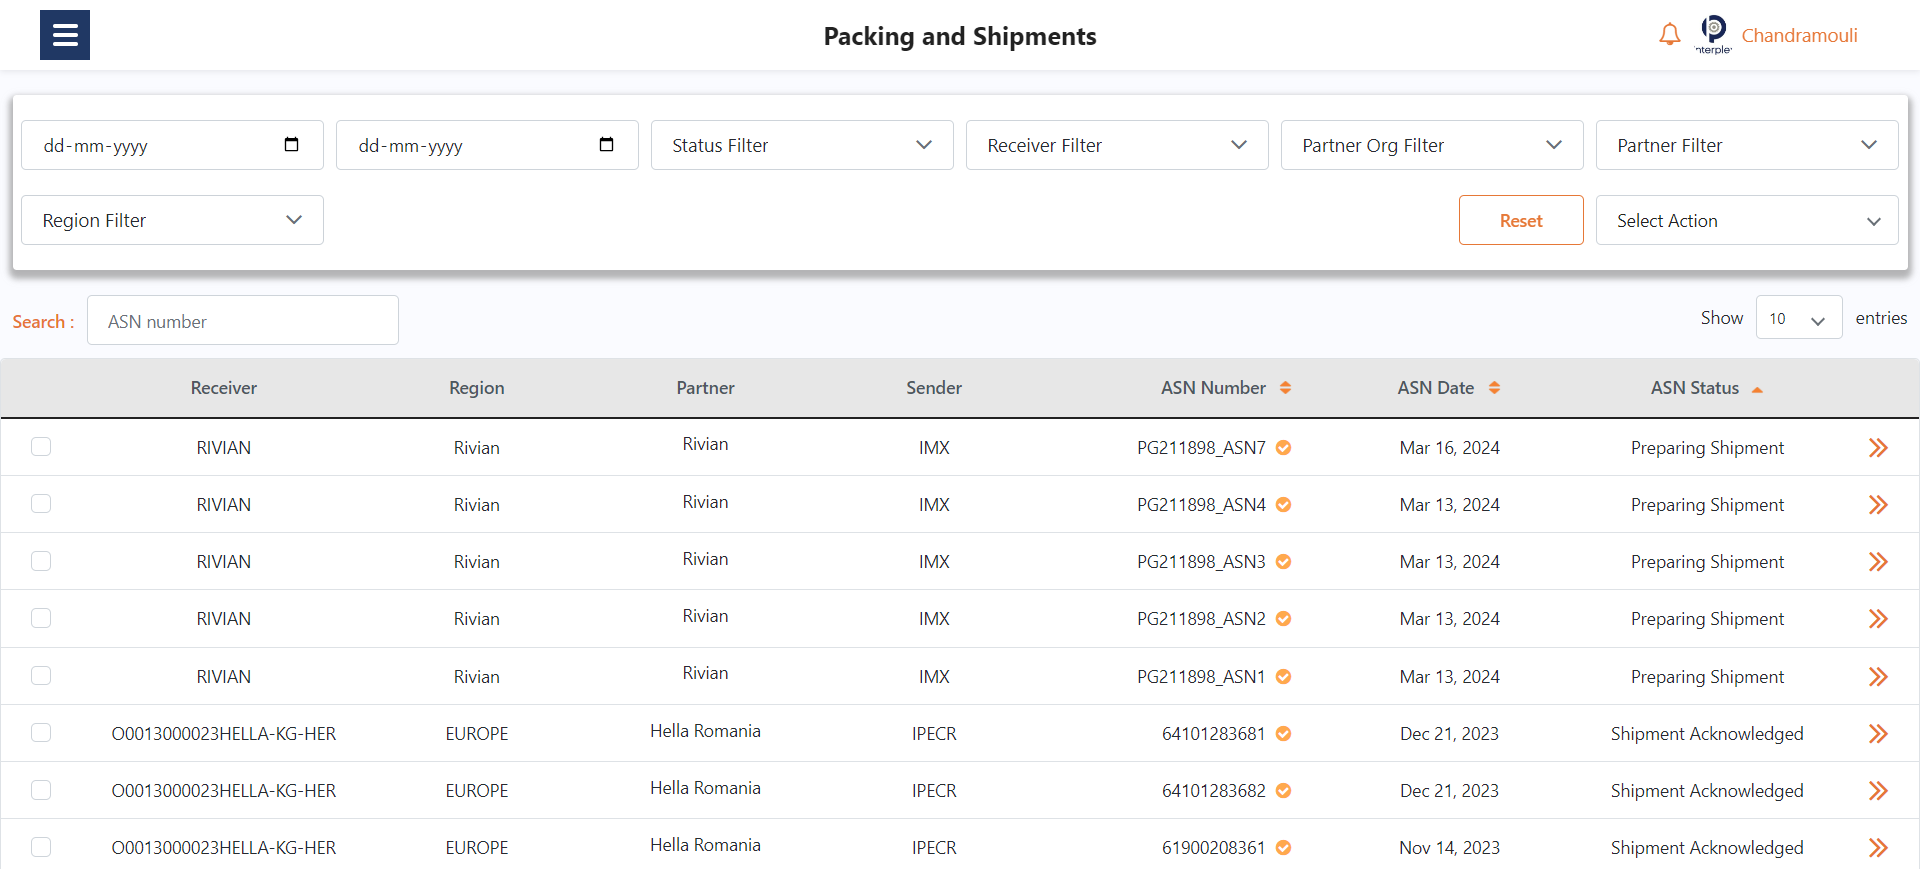 Packing and Shipments
nterple
Chandramouli
dd-mm-yyyy dd-mm-yyyy Status Filter Receiver Filter Partner Org Filter Partner Filter
Region Filter Reset Select Action
Search : ASN number Show 10 entries
Receiver Region Partner Sender ASN Number ASN Date ASN Status
RIVIAN Rivian Rivian IMX PG211898_ASN7 Mar 16, 2024 Preparing Shipment
RIVIAN Rivian Rivian IMX PG211898_ASN4 Mar 13, 2024 Preparing Shipment
RIVIAN Rivian Rivian IMX PG211898_ASN3 Mar 13, 2024 Preparing Shipment
RIVIAN Rivian Rivian IMX PG211898_ASN2 Mar 13, 2024 Preparing Shipment
RIVIAN Rivian Rivian IMX PG211898_ASN1 Mar 13, 2024 Preparing Shipment
O0013000023HELLA-KG-HER EUROPE Hella Romania IPECR 64101283681 Dec 21, 2023 Shipment Acknowledged
O0013000023HELLA-KG-HER EUROPE Hella Romania IPECR 64101283682 Dec 21, 2023 Shipment Acknowledged
O0013000023HELLA-KG-HER EUROPE Hella Romania IPECR 61900208361 Nov 14, 2023 Shipment Acknowledged